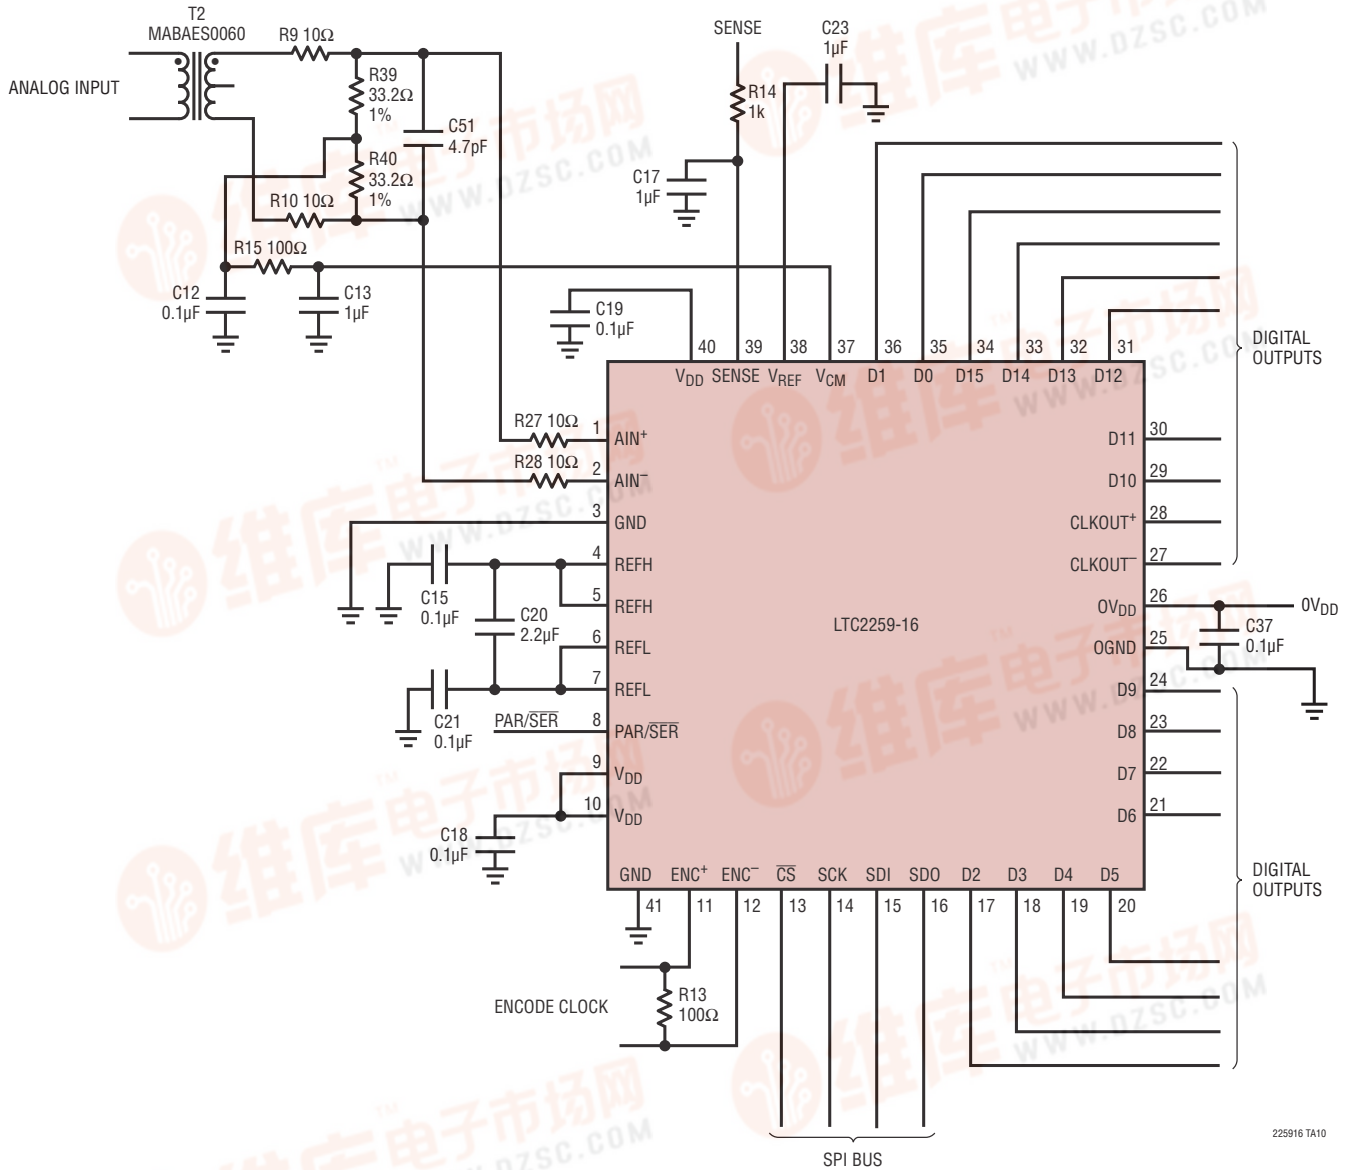 T2
MABAES0060
ANALOG INPUT
R9 10Ω
R39
33.2Ω
1%
C51
4.7pF
R40
33.2Ω
1%
R10 10Ω
R15 100Ω
C12
0.1µF
C13
1µF
SENSE
R14
1k
C23
1µF
C17
1µF
C19
0.1µF
40 39 38 37 36 35 34 33 32 31
VDD SENSE VREF VCM D1 D0 D15 D14 D13 D12
DIGITAL
OUTPUTS
R27 10Ω
1 AIN+
R28 10Ω
2 AIN−
3 GND
4 REFH
C15
0.1µF
5 REFH
C20
2.2µF
6 REFL
7 REFL
C21
0.1µF
PAR/SER
8 PAR/SER
9 VDD
10 VDD
C18
0.1µF
LTC2259-16
D11 30
D10 29
CLKOUT+ 28
CLKOUT− 27
OVDD 26
0VDD
C37
0.1µF
OGND 25
D9 24
D8 23
D7 22
D6 21
GND ENC+ ENC− CS SCK SDI SDO D2 D3 D4 D5
41 11 12 13 14 15 16 17 18 19 20
DIGITAL
OUTPUTS
ENCODE CLOCK
R13
100Ω
SPI BUS
225916 TA10
维库电子市场网
WWW.DZSC.COM